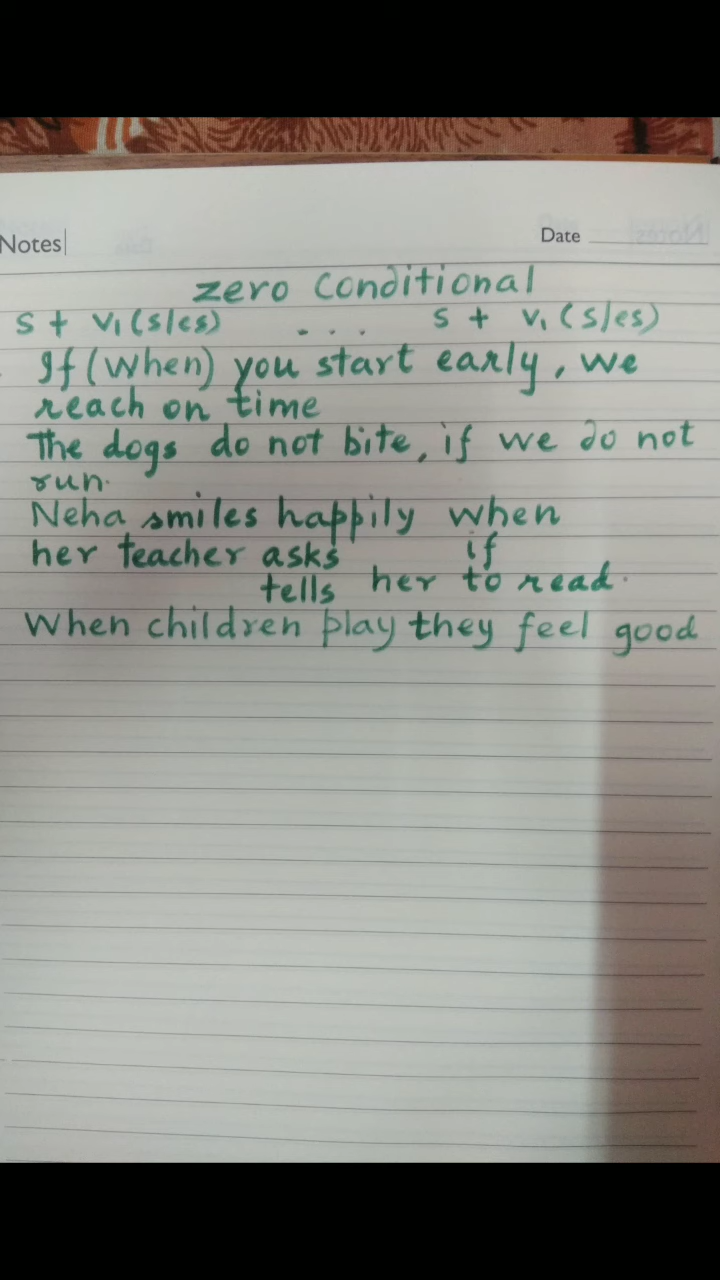 Notes
Date
zero Conditional
S + V1 (s/es) ... S + V1 (s/es)
If (when) you start early, we
reach on time
The dogs do not bite, if we do not
run.
Neha smiles happily when
her teacher asks if
tells her to read.
When children play they feel good